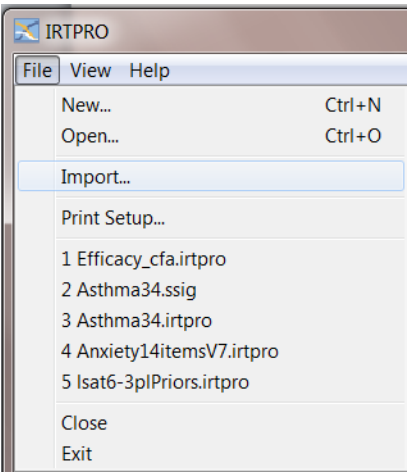 IRTPRO
File View Help
New... Ctrl+N
Open... Ctrl+O
Import...
Print Setup...
1 Efficacy_cfa.irtpro
2 Asthma34.ssig
3 Asthma34.irtpro
4 Anxiety14itemsV7.irtpro
5 lsat6-3plPriors.irtpro
Close
Exit